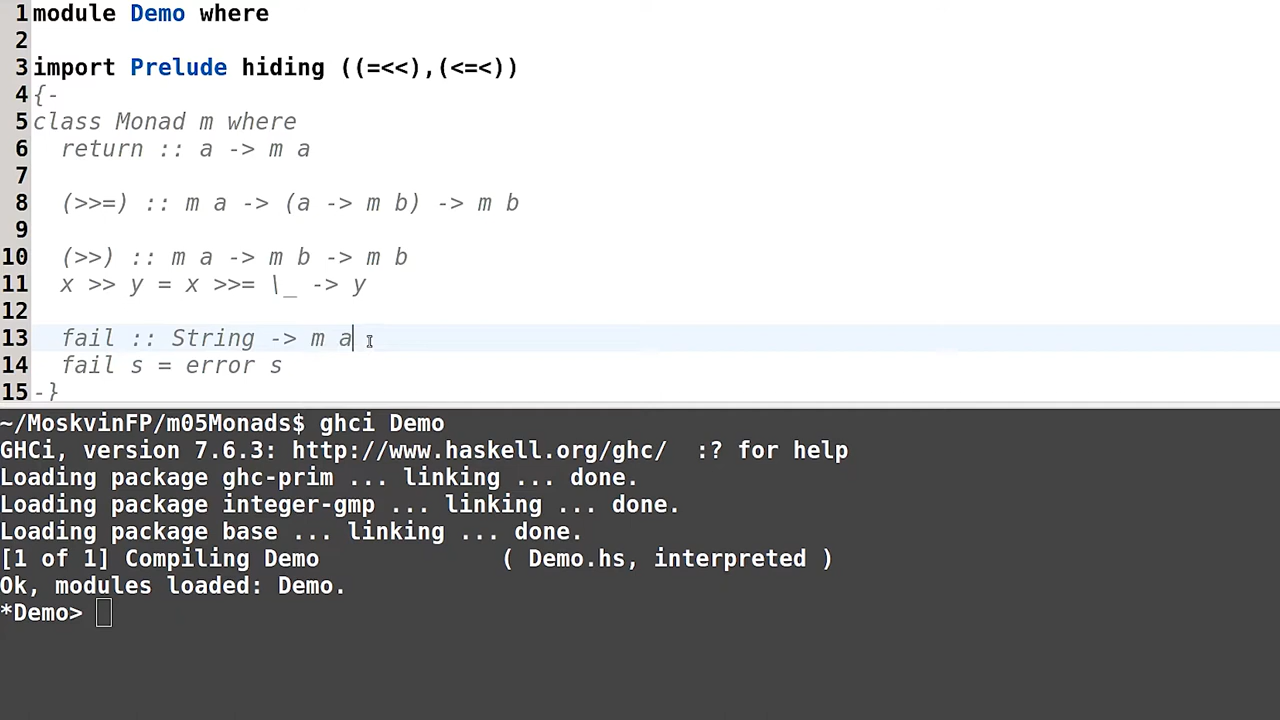 1 module Demo where
2
3 import Prelude hiding ((=<<),(<=<))
4 {-
5 class Monad m where
6   return :: a -> m a
7
8   (>>=) :: m a -> (a -> m b) -> m b
9
10   (>>) :: m a -> m b -> m b
11   x >> y = x >>= \_ -> y
12
13   fail :: String -> m a
14   fail s = error s
15 -}
~/MoskvinFP/m05Monads$ ghci Demo
GHCi, version 7.6.3: http://www.haskell.org/ghc/  :? for help
Loading package ghc-prim ... linking ... done.
Loading package integer-gmp ... linking ... done.
Loading package base ... linking ... done.
[1 of 1] Compiling Demo             ( Demo.hs, interpreted )
Ok, modules loaded: Demo.
*Demo>